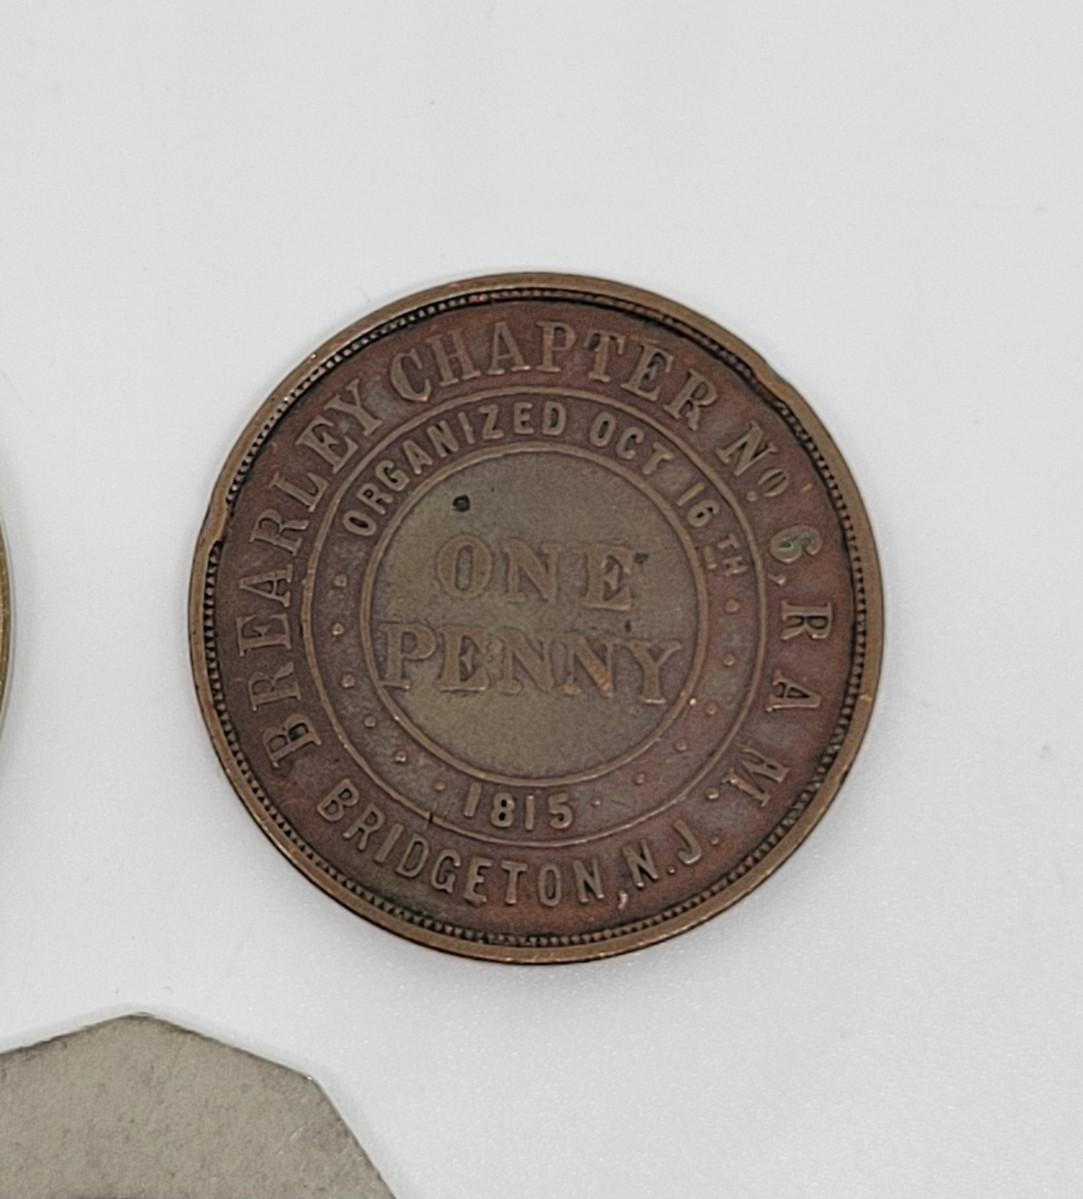 BREARLEY CHAPTER No 6, R A M.
BRIDGETON, N.J.
ORGANIZED OCT 16TH
1815
ONE
PENNY